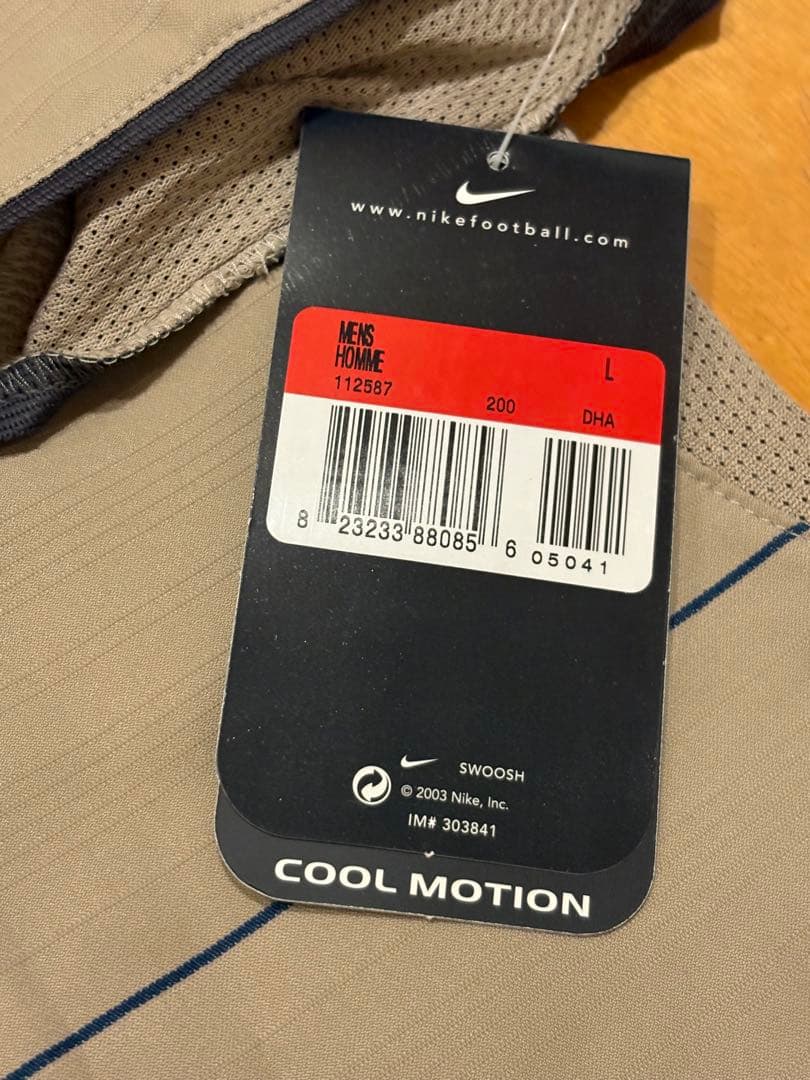 www.nikefootball.com
MENS
HOMME
L
112587
200
DHA
8 23233 88085 6 05041
SWOOSH
© 2003 Nike, Inc.
IM# 303841
COOL MOTION